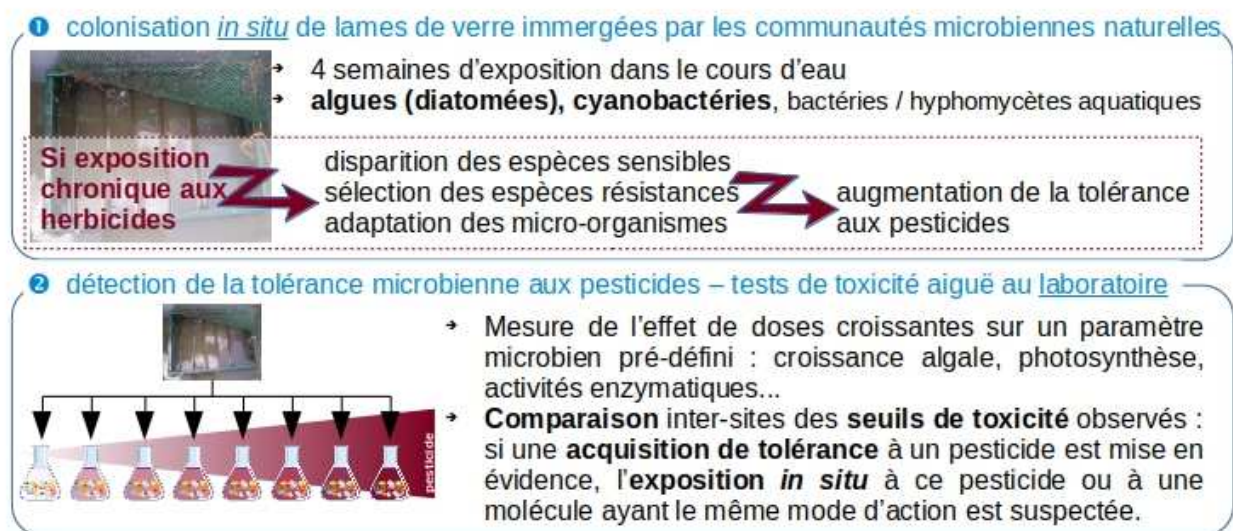 ❶ colonisation in situ de lames de verre immergées par les communautés microbiennes naturelles
➔ 4 semaines d'exposition dans le cours d'eau
➔ algues (diatomées), cyanobactéries, bactéries / hyphomycètes aquatiques
Si exposition
chronique aux
herbicides
disparition des espèces sensibles
sélection des espèces résistances
adaptation des micro-organismes
augmentation de la tolérance
aux pesticides
❷ détection de la tolérance microbienne aux pesticides – tests de toxicité aiguë au laboratoire
pesticide
➔ Mesure de l'effet de doses croissantes sur un paramètre
microbien pré-défini : croissance algale, photosynthèse,
activités enzymatiques...
➔ Comparaison inter-sites des seuils de toxicité observés :
si une acquisition de tolérance à un pesticide est mise en
évidence, l'exposition in situ à ce pesticide ou à une
molécule ayant le même mode d'action est suspectée.